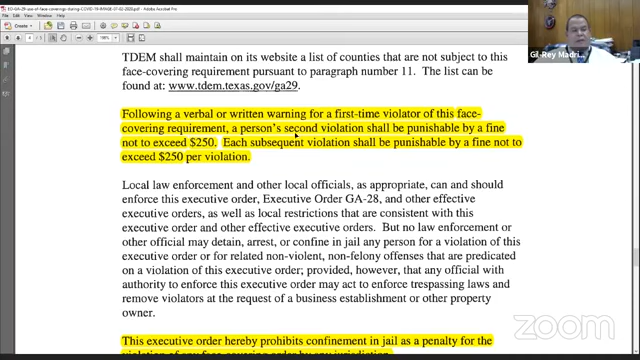 EO-GA-29-use-of-face-coverings-during-COVID-19-IMAGE-07-02-2020.pdf - Adobe Acrobat Pro
Gil-Rey Madri...
TDEM shall maintain on its website a list of counties that are not subject to this
face-covering requirement pursuant to paragraph number 11. The list can be
found at: www.tdem.texas.gov/ga29.
Following a verbal or written warning for a first-time violator of this face-
covering requirement, a person's second violation shall be punishable by a fine
not to exceed $250. Each subsequent violation shall be punishable by a fine not to
exceed $250 per violation.
Local law enforcement and other local officials, as appropriate, can and should
enforce this executive order, Executive Order GA-28, and other effective
executive orders, as well as local restrictions that are consistent with this
executive order and other effective executive orders. But no law enforcement or
other official may detain, arrest, or confine in jail any person for a violation of this
executive order or for related non-violent, non-felony offenses that are predicated
on a violation of this executive order; provided, however, that any official with
authority to enforce this executive order may act to enforce trespassing laws and
remove violators at the request of a business establishment or other property
owner.
zoom
This executive order hereby prohibits confinement in jail as a penalty for the
violation of any face-covering order by any jurisdiction.